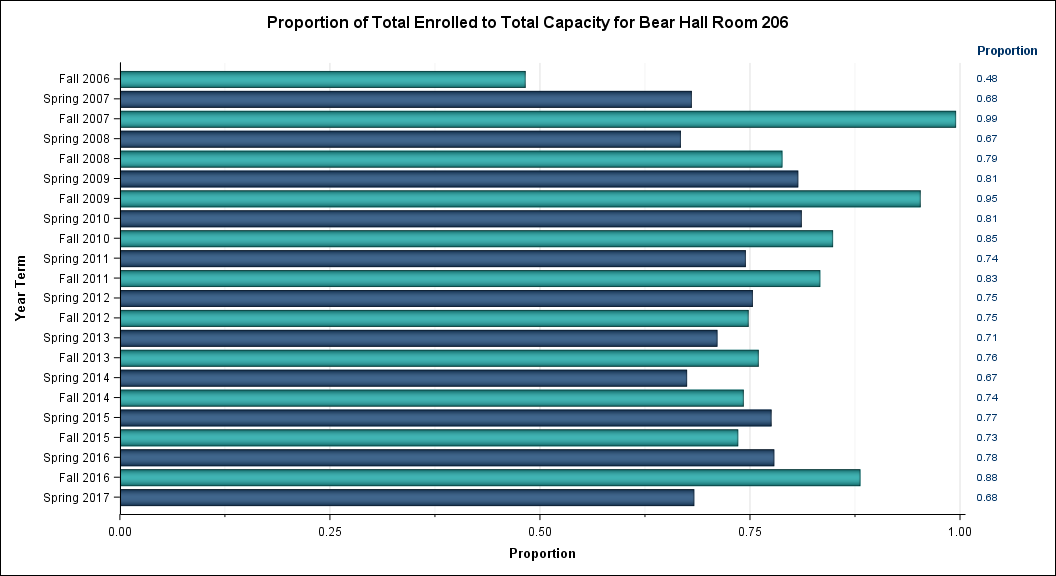 Proportion of Total Enrolled to Total Capacity for Bear Hall Room 206
Proportion
Fall 2006 0.48
Spring 2007 0.68
Fall 2007 0.99
Spring 2008 0.67
Fall 2008 0.79
Spring 2009 0.81
Fall 2009 0.95
Spring 2010 0.81
Fall 2010 0.85
Spring 2011 0.74
Fall 2011 0.83
Spring 2012 0.75
Fall 2012 0.75
Spring 2013 0.71
Fall 2013 0.76
Spring 2014 0.67
Fall 2014 0.74
Spring 2015 0.77
Fall 2015 0.73
Spring 2016 0.78
Fall 2016 0.88
Spring 2017 0.68
Year Term
0.00 0.25 0.50 0.75 1.00
Proportion